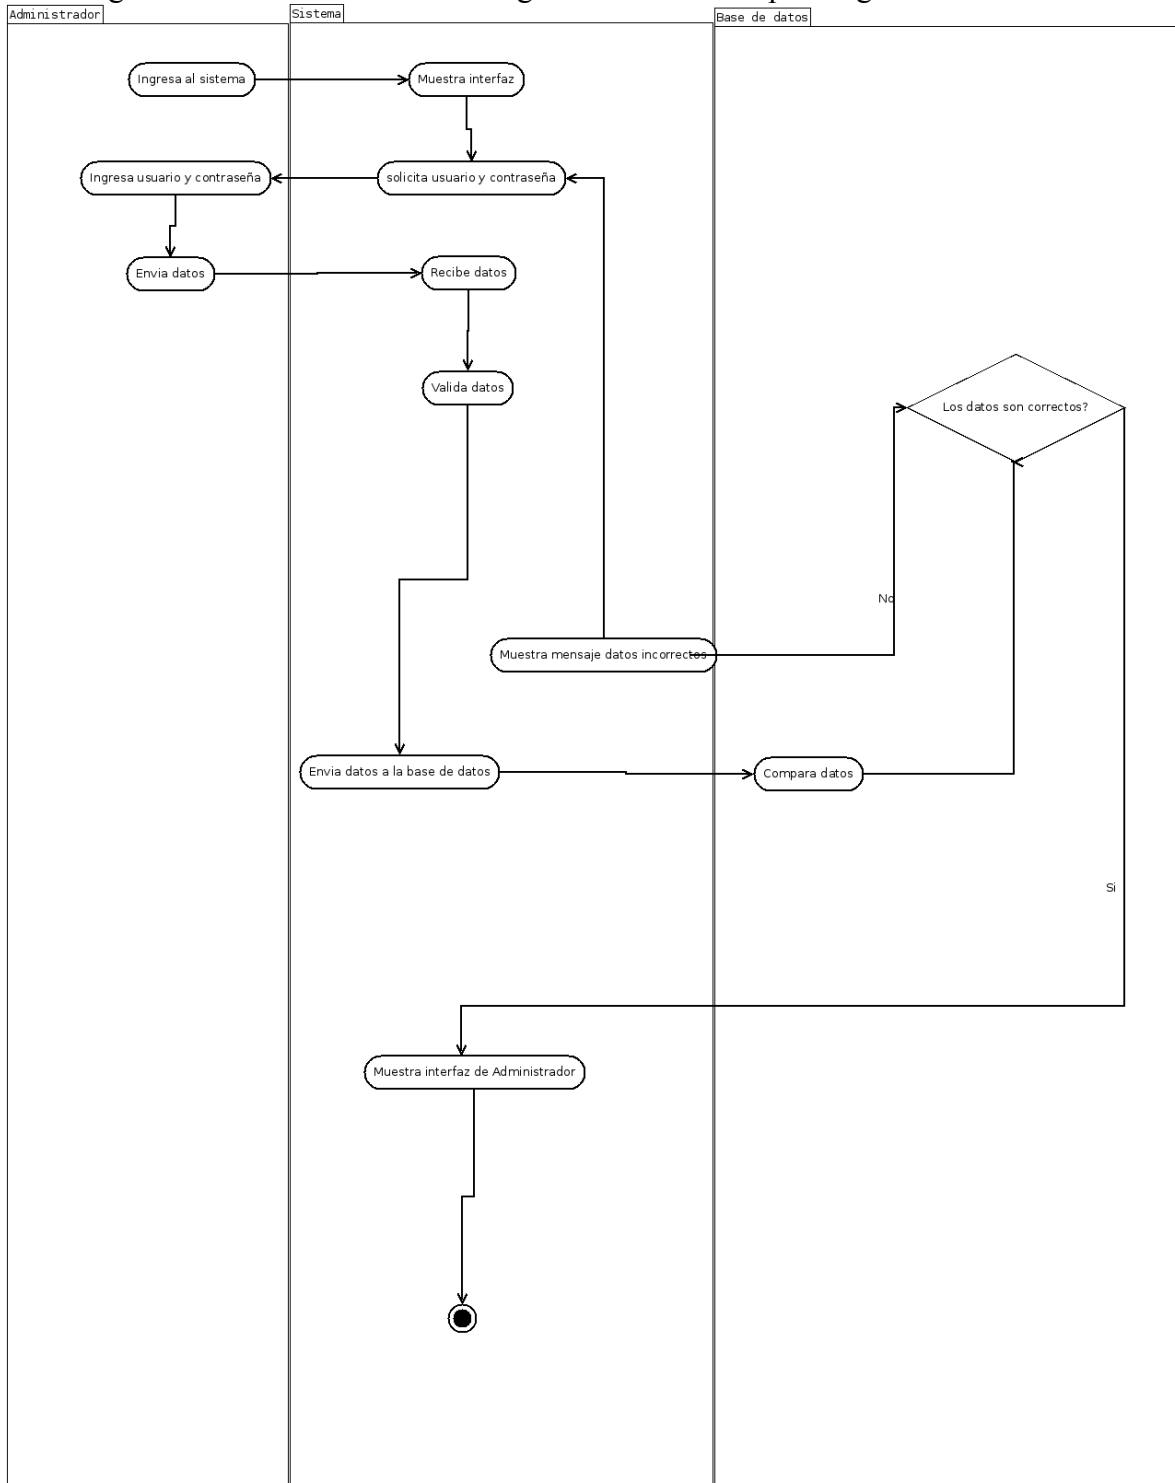 Administrador
Sistema
Base de datos
Ingresa al sistema
Muestra interfaz
Ingresa usuario y contraseña
solicita usuario y contraseña
Envia datos
Recibe datos
Valida datos
Los datos son correctos?
No
Muestra mensaje datos incorrectos
Envia datos a la base de datos
Compara datos
Si
Muestra interfaz de Administrador